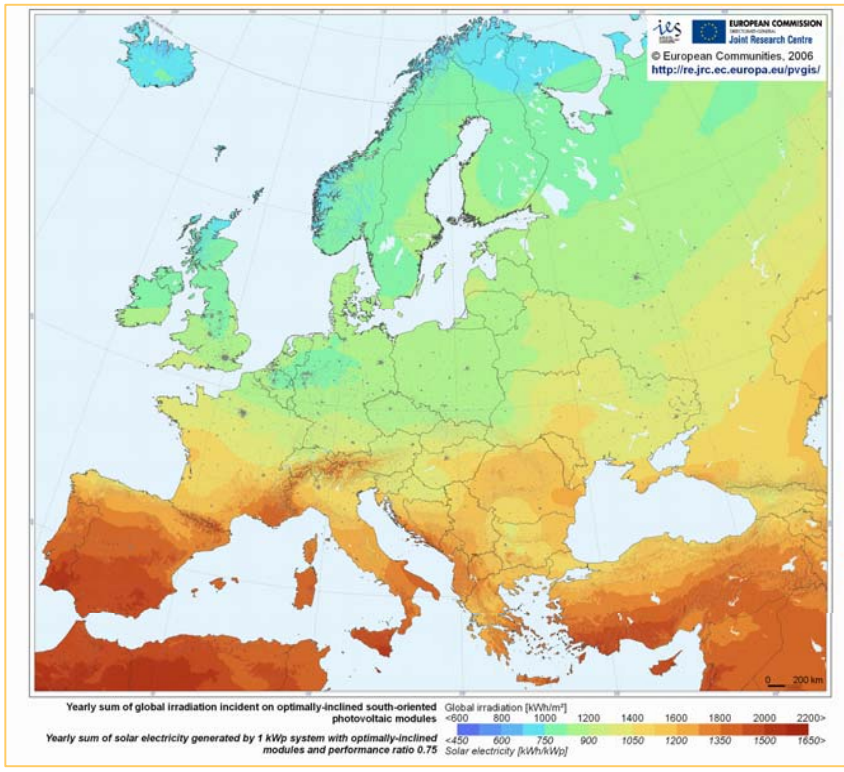 ies
EUROPEAN COMMISSION
DIRECTORATE-GENERAL
Joint Research Centre
© European Communities, 2006
http://re.jrc.ec.europa.eu/pvgis/
0 200 km
Yearly sum of global irradiation incident on optimally-inclined south-oriented
photovoltaic modules
Yearly sum of solar electricity generated by 1 kWp system with optimally-inclined
modules and performance ratio 0.75
Global irradiation [kWh/m²]
<600 800 1000 1200 1400 1600 1800 2000 2200>
<450 600 750 900 1050 1200 1350 1500 1650>
Solar electricity [kWh/kWp]